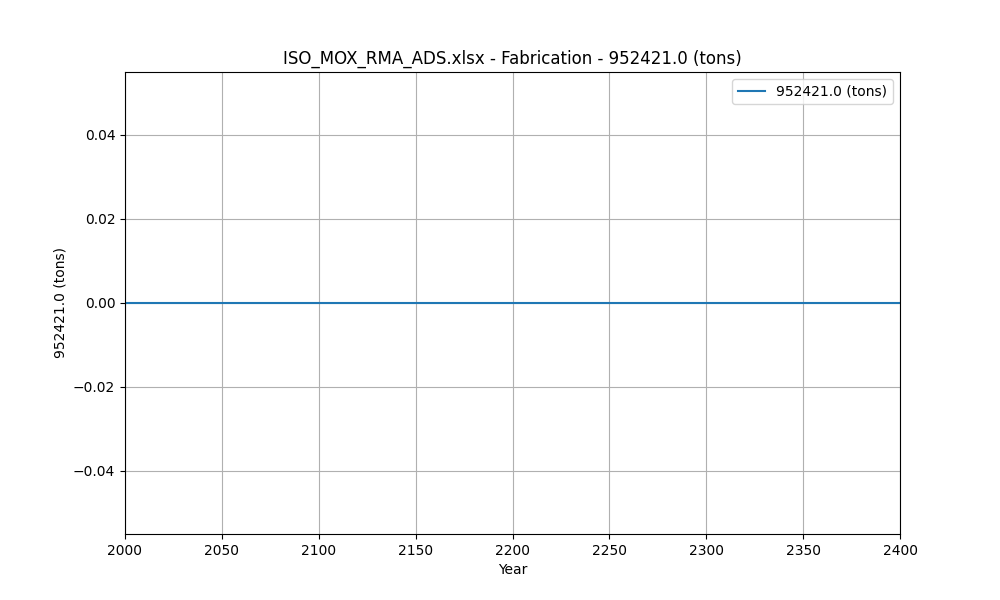 ISO_MOX_RMA_ADS.xlsx - Fabrication - 952421.0 (tons)
952421.0 (tons)
952421.0 (tons)
0.04
0.02
0.00
−0.02
−0.04
2000 2050 2100 2150 2200 2250 2300 2350 2400
Year